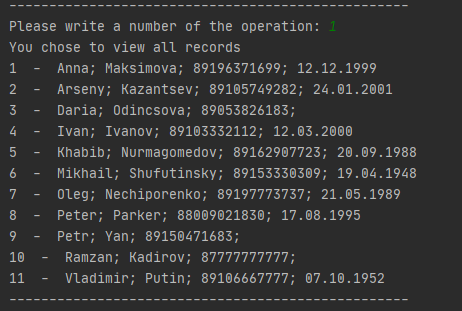 --------------------------------------------------
Please write a number of the operation: 1
You chose to view all records
1  -  Anna; Maksimova; 89196371699; 12.12.1999
2  -  Arseny; Kazantsev; 89105749282; 24.01.2001
3  -  Daria; Odincsova; 89053826183;
4  -  Ivan; Ivanov; 89103332112; 12.03.2000
5  -  Khabib; Nurmagomedov; 89162907723; 20.09.1988
6  -  Mikhail; Shufutinsky; 89153330309; 19.04.1948
7  -  Oleg; Nechiporenko; 89197773737; 21.05.1989
8  -  Peter; Parker; 88009021830; 17.08.1995
9  -  Petr; Yan; 89150471683;
10  -  Ramzan; Kadirov; 87777777777;
11  -  Vladimir; Putin; 89106667777; 07.10.1952
--------------------------------------------------